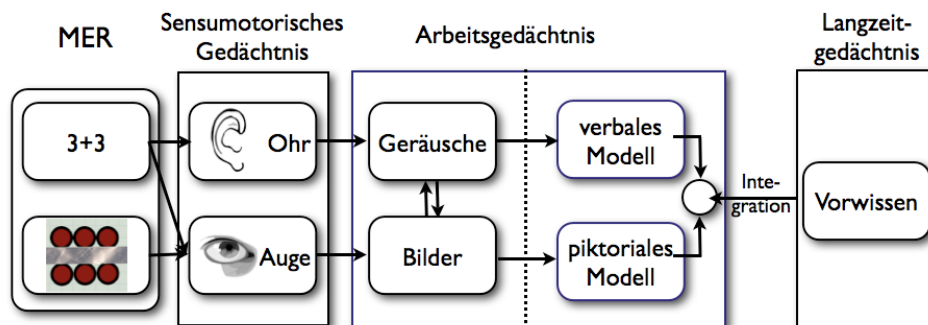 MER
Sensumotorisches
Gedächtnis
Arbeitsgedächtnis
Langzeit-
gedächtnis
3+3
Ohr
Geräusche
verbales
Modell
Inte-
gration
Vorwissen
Auge
Bilder
piktoriales
Modell